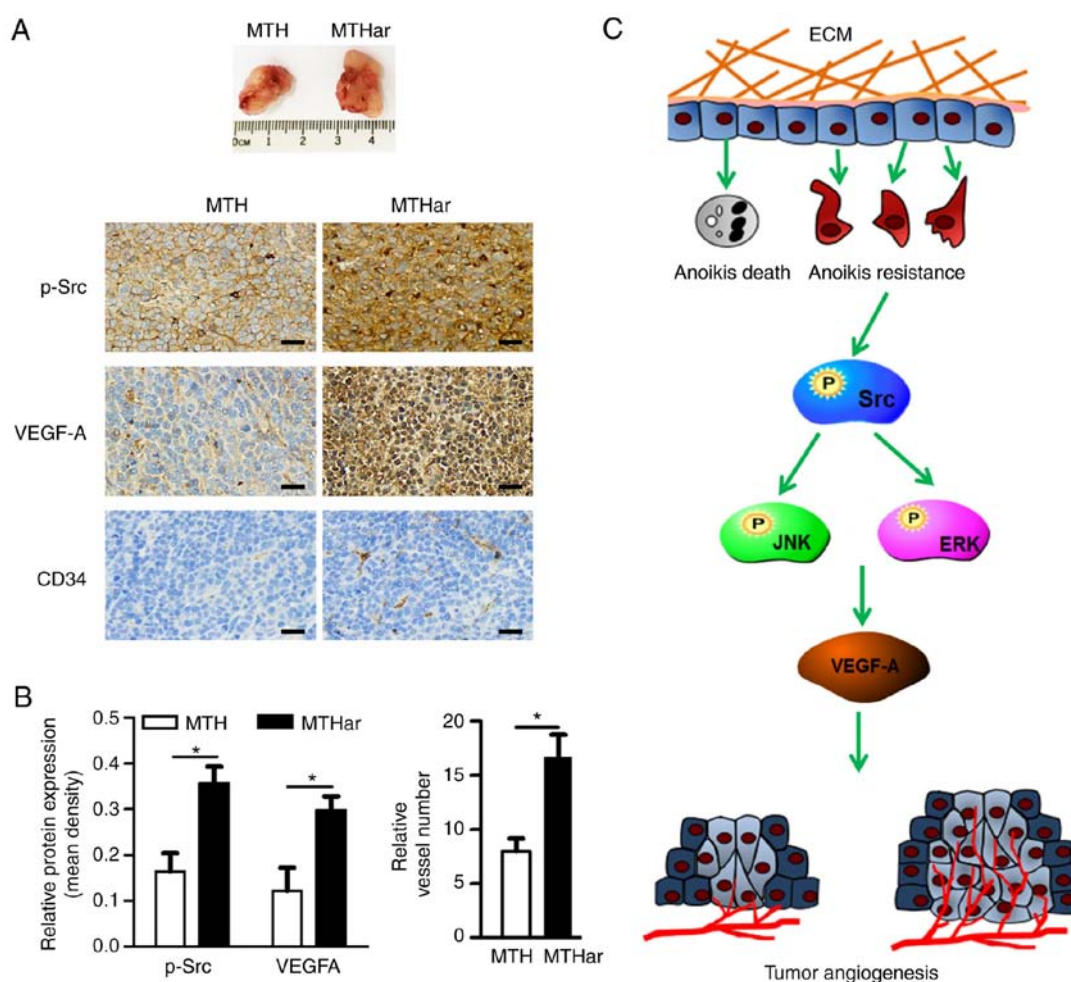 A
MTH MTHar
0CM 1 2 3 4
MTH MTHar
p-Src
VEGF-A
CD34
B
Relative protein expression
(mean density)
0.5
0.4
0.3
0.2
0.1
0.0
MTH MTHar
* *
p-Src VEGFA
Relative
vessel number
20
15
10
5
0
*
MTH MTHar
C
ECM
Anoikis death Anoikis resistance
P
Src
P
JNK
P
ERK
VEGF-A
Tumor angiogenesis